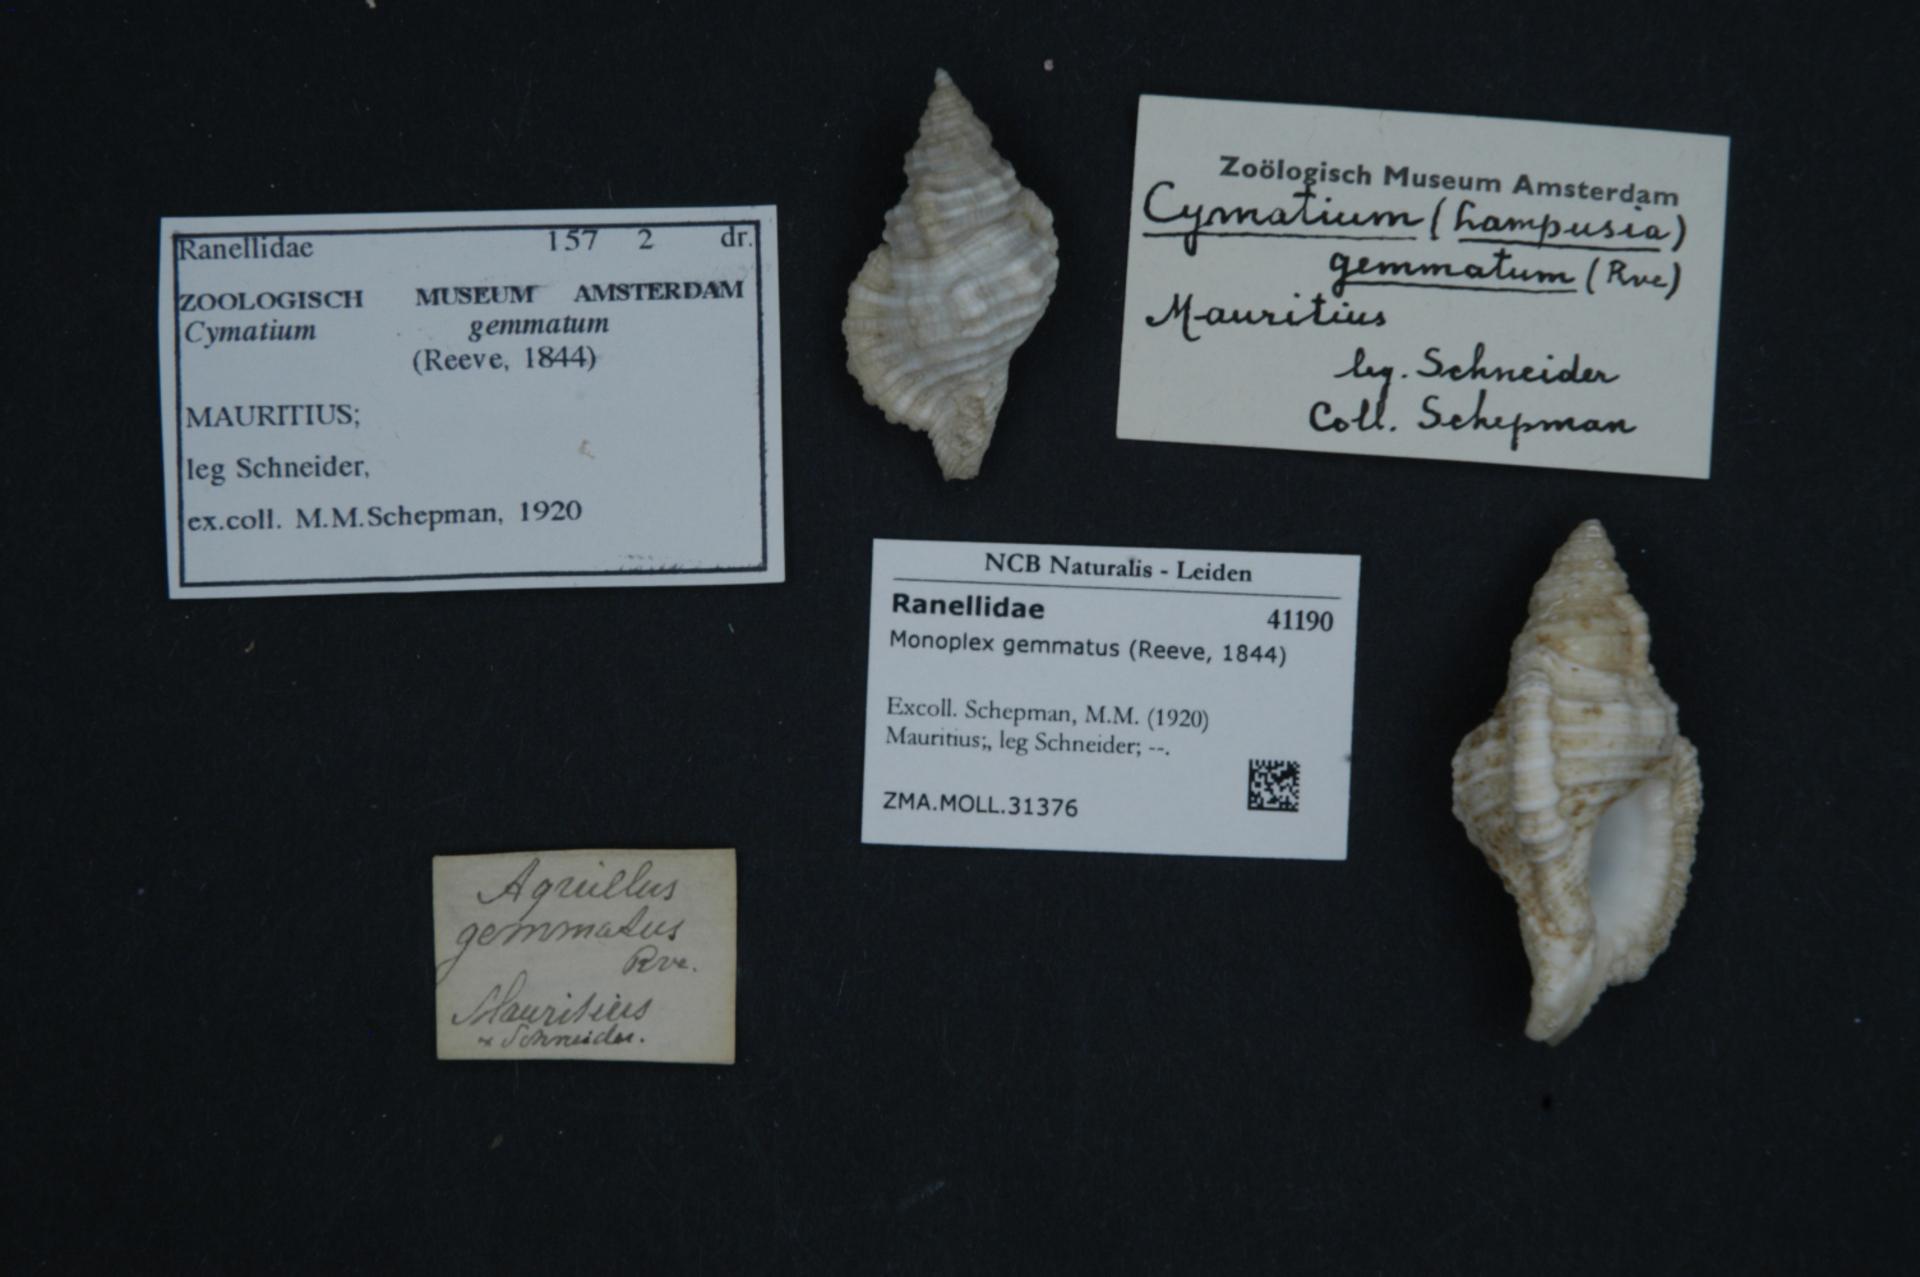 Ranellidae 157 2 dr.
ZOOLOGISCH MUSEUM AMSTERDAM
Cymatium gemmatum
(Reeve, 1844)
MAURITIUS;
leg Schneider,
ex.coll. M.M.Schepman, 1920
Zoölogisch Museum Amsterdam
Cymatium (Lampusia)
gemmatum (Rve)
Mauritius
leg. Schneider
Coll. Schepman
NCB Naturalis - Leiden
Ranellidae 41190
Monoplex gemmatus (Reeve, 1844)
Excoll. Schepman, M.M. (1920)
Mauritius;, leg Schneider; --.
ZMA.MOLL.31376
Aquillus
gemmatus
Rve.
Mauritius
Schneider.